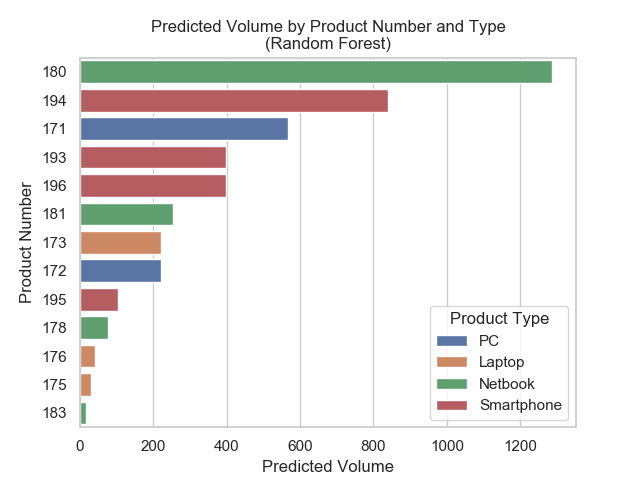 Predicted Volume by Product Number and Type
(Random Forest)
Product Number
180
194
171
193
196
181
173
172
195
178
176
175
183
Product Type
PC
Laptop
Netbook
Smartphone
0 200 400 600 800 1000 1200
Predicted Volume